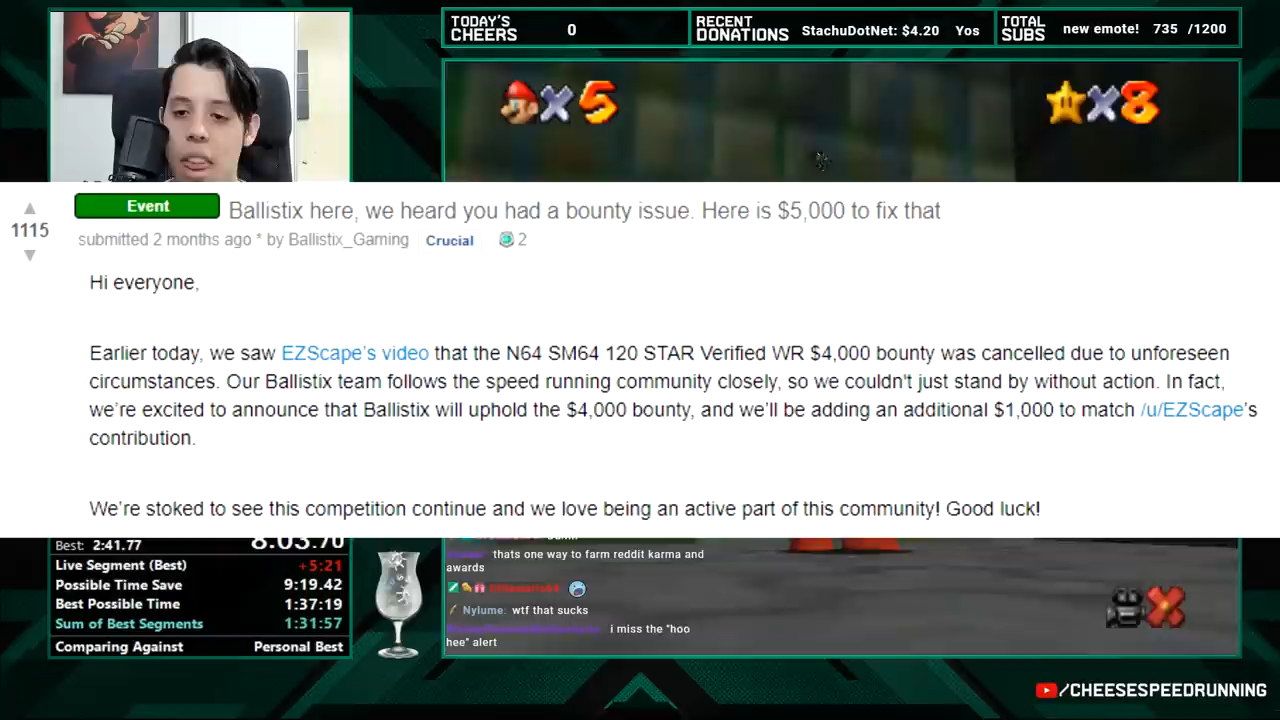 TODAY'S CHEERS 0
RECENT DONATIONS StachuDotNet: $4.20 Yes
TOTAL SUBS new emote! 735 /1200
x5
x8
1115
Event Ballistix here, we heard you had a bounty issue. Here is $5,000 to fix that
submitted 2 months ago * by Ballistix_Gaming Crucial 2
Hi everyone,
Earlier today, we saw EZScape's video that the N64 SM64 120 STAR Verified WR $4,000 bounty was cancelled due to unforeseen
circumstances. Our Ballistix team follows the speed running community closely, so we couldn't just stand by without action. In fact,
we're excited to announce that Ballistix will uphold the $4,000 bounty, and we'll be adding an additional $1,000 to match /u/EZScape's
contribution.
We're stoked to see this competition continue and we love being an active part of this community! Good luck!
Best: 2:41.77 8:03.70
Live Segment (Best) +5:21
Possible Time Save 9:19.42
Best Possible Time 1:37:19
Sum of Best Segments 1:31:57
Comparing Against Personal Best
thats one way to farm reddit karma and
awards
Nylume: wtf that sucks
i miss the "hoo
hee" alert
/CHEESESPEEDRUNNING